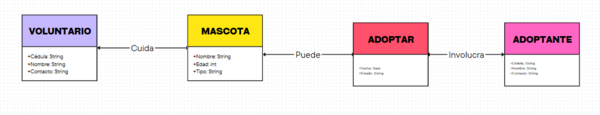 VOLUNTARIO
+Cédula: String
+Nombre: String
+Contacto: String
Cuida
MASCOTA
+Nombre: String
+Edad: int
+Tipo: String
Puede
ADOPTAR
+Fecha: Date
+Estado: String
Involucra
ADOPTANTE
+Cédula: String
+Nombre: String
+Contacto: String